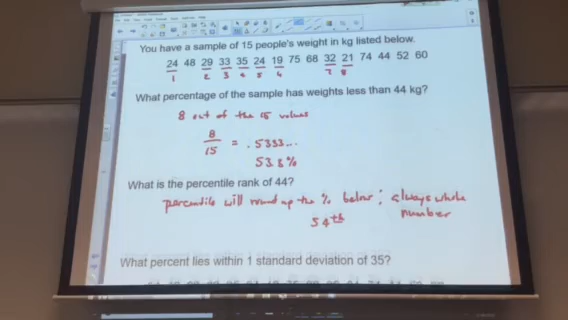 You have a sample of 15 people's weight in kg listed below.
24 48 29 33 35 24 19 75 68 32 21 74 44 52 60
1 2 3 4 5 6 7 8
What percentage of the sample has weights less than 44 kg?
8 out of the 15 values
8/15 = .5333...
53.3%
What is the percentile rank of 44?
percentile will round up the % below ; always whole
number
54th
What percent lies within 1 standard deviation of 35?